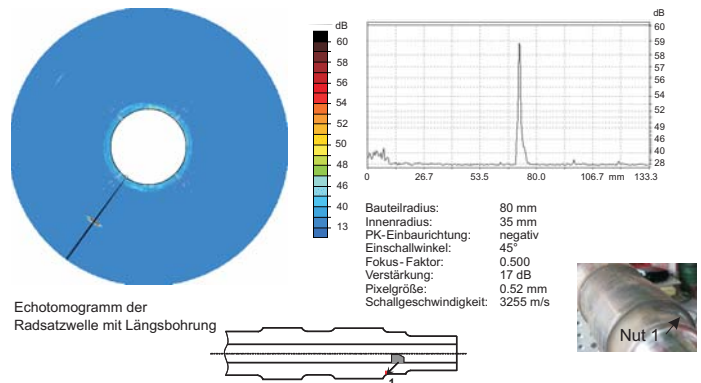 dB
60
58
56
54
52
50
48
46
40
13
dB
60
59
58
57
56
54
52
49
46
40
28
0 26.7 53.5 80.0 106.7 mm 133.3
Bauteilradius: 80 mm
Innenradius: 35 mm
PK-Einbaurichtung: negativ
Einschallwinkel: 45°
Fokus-Faktor: 0.500
Verstärkung: 17 dB
Pixelgröße: 0.52 mm
Schallgeschwindigkeit: 3255 m/s
Echotomogramm der
Radsatzwelle mit Längsbohrung
Nut 1